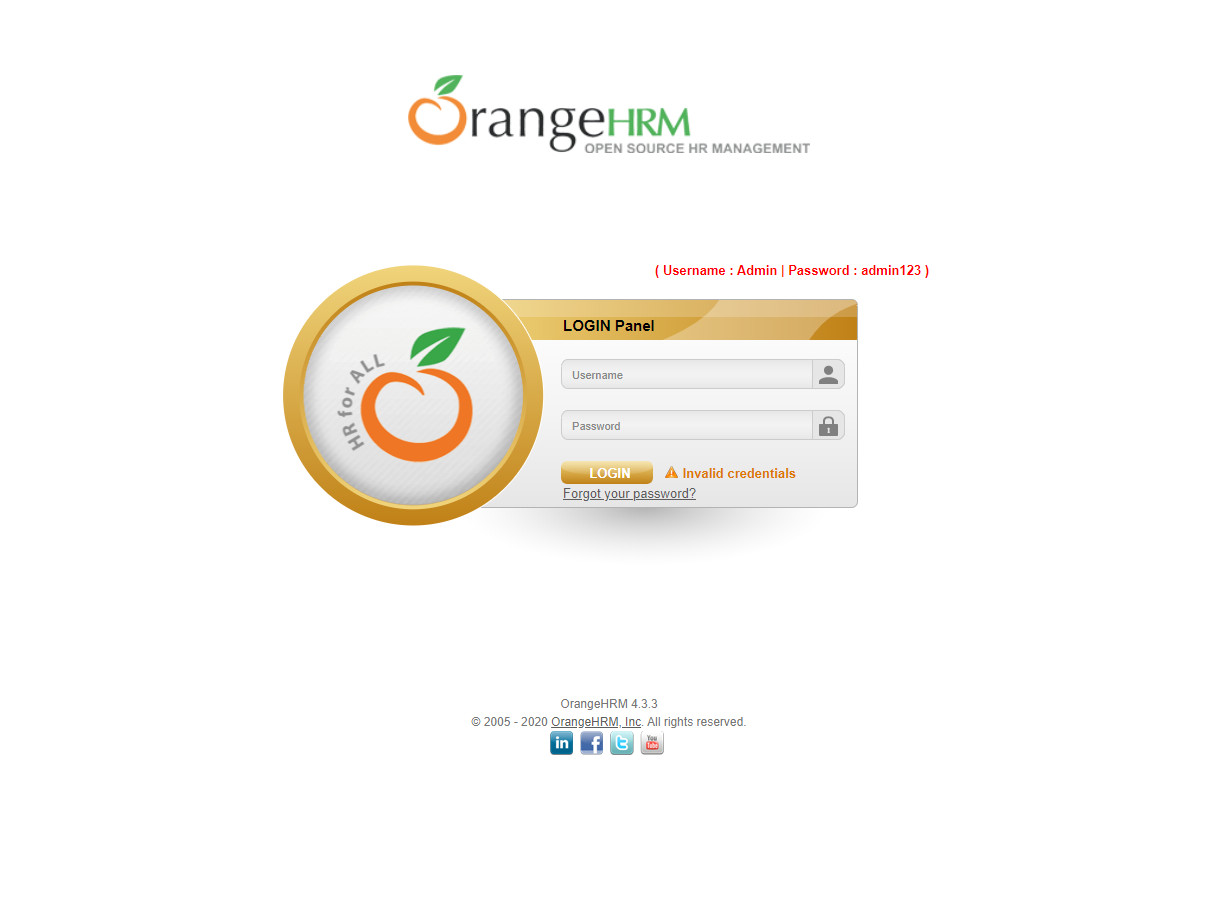 OrangeHRM
OPEN SOURCE HR MANAGEMENT
( Username : Admin | Password : admin123 )
HR for ALL
LOGIN Panel
Username
Password
LOGIN
Invalid credentials
Forgot your password?
OrangeHRM 4.3.3
© 2005 - 2020 OrangeHRM, Inc. All rights reserved.
in f t You Tube